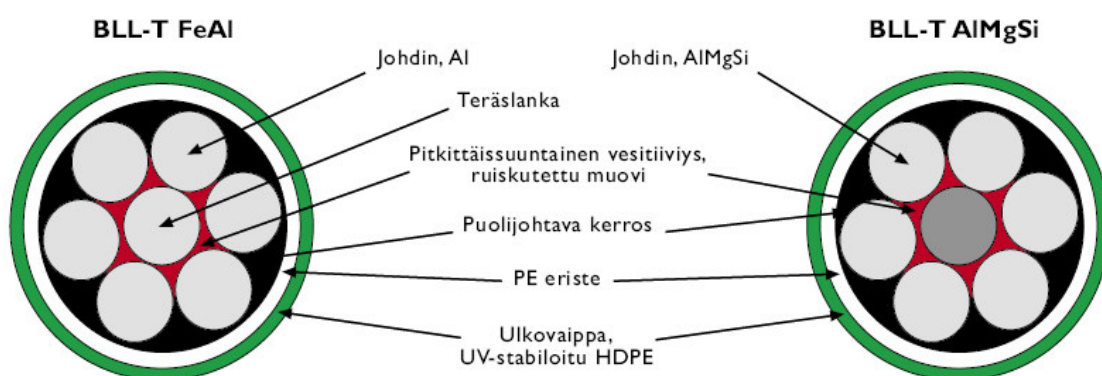 BLL-T FeAl
BLL-T AlMgSi
Johdin, Al
Johdin, AlMgSi
Teräslanka
Pitkittäissuuntainen vesitiiviys,
ruiskutettu muovi
Puolijohtava kerros
PE eriste
Ulkovaippa,
UV-stabiloitu HDPE